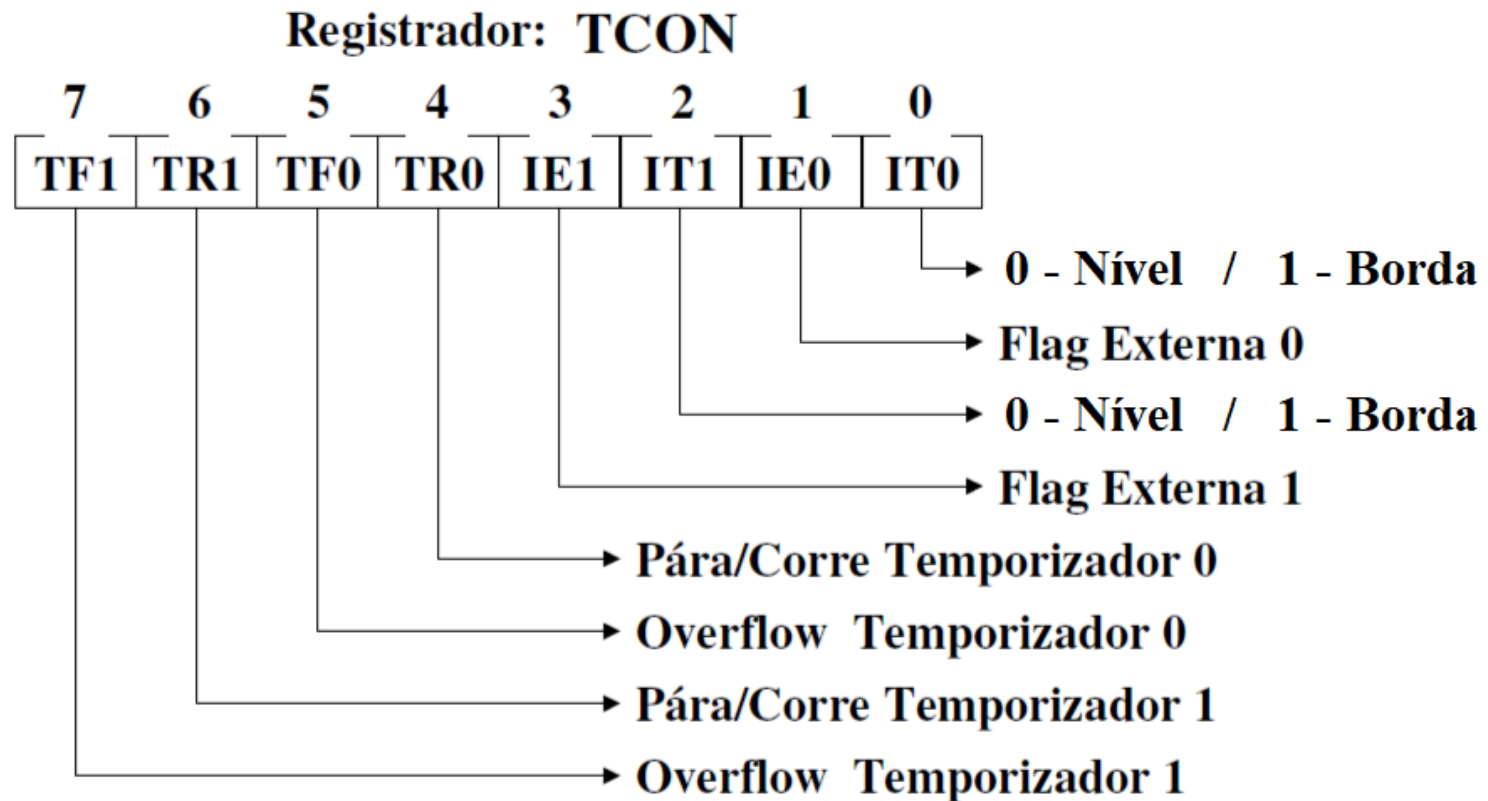 Registrador: TCON
7 6 5 4 3 2 1 0
TF1 TR1 TF0 TR0 IE1 IT1 IE0 IT0
0 - Nível / 1 - Borda
Flag Externa 0
0 - Nível / 1 - Borda
Flag Externa 1
Pára/Corre Temporizador 0
Overflow Temporizador 0
Pára/Corre Temporizador 1
Overflow Temporizador 1